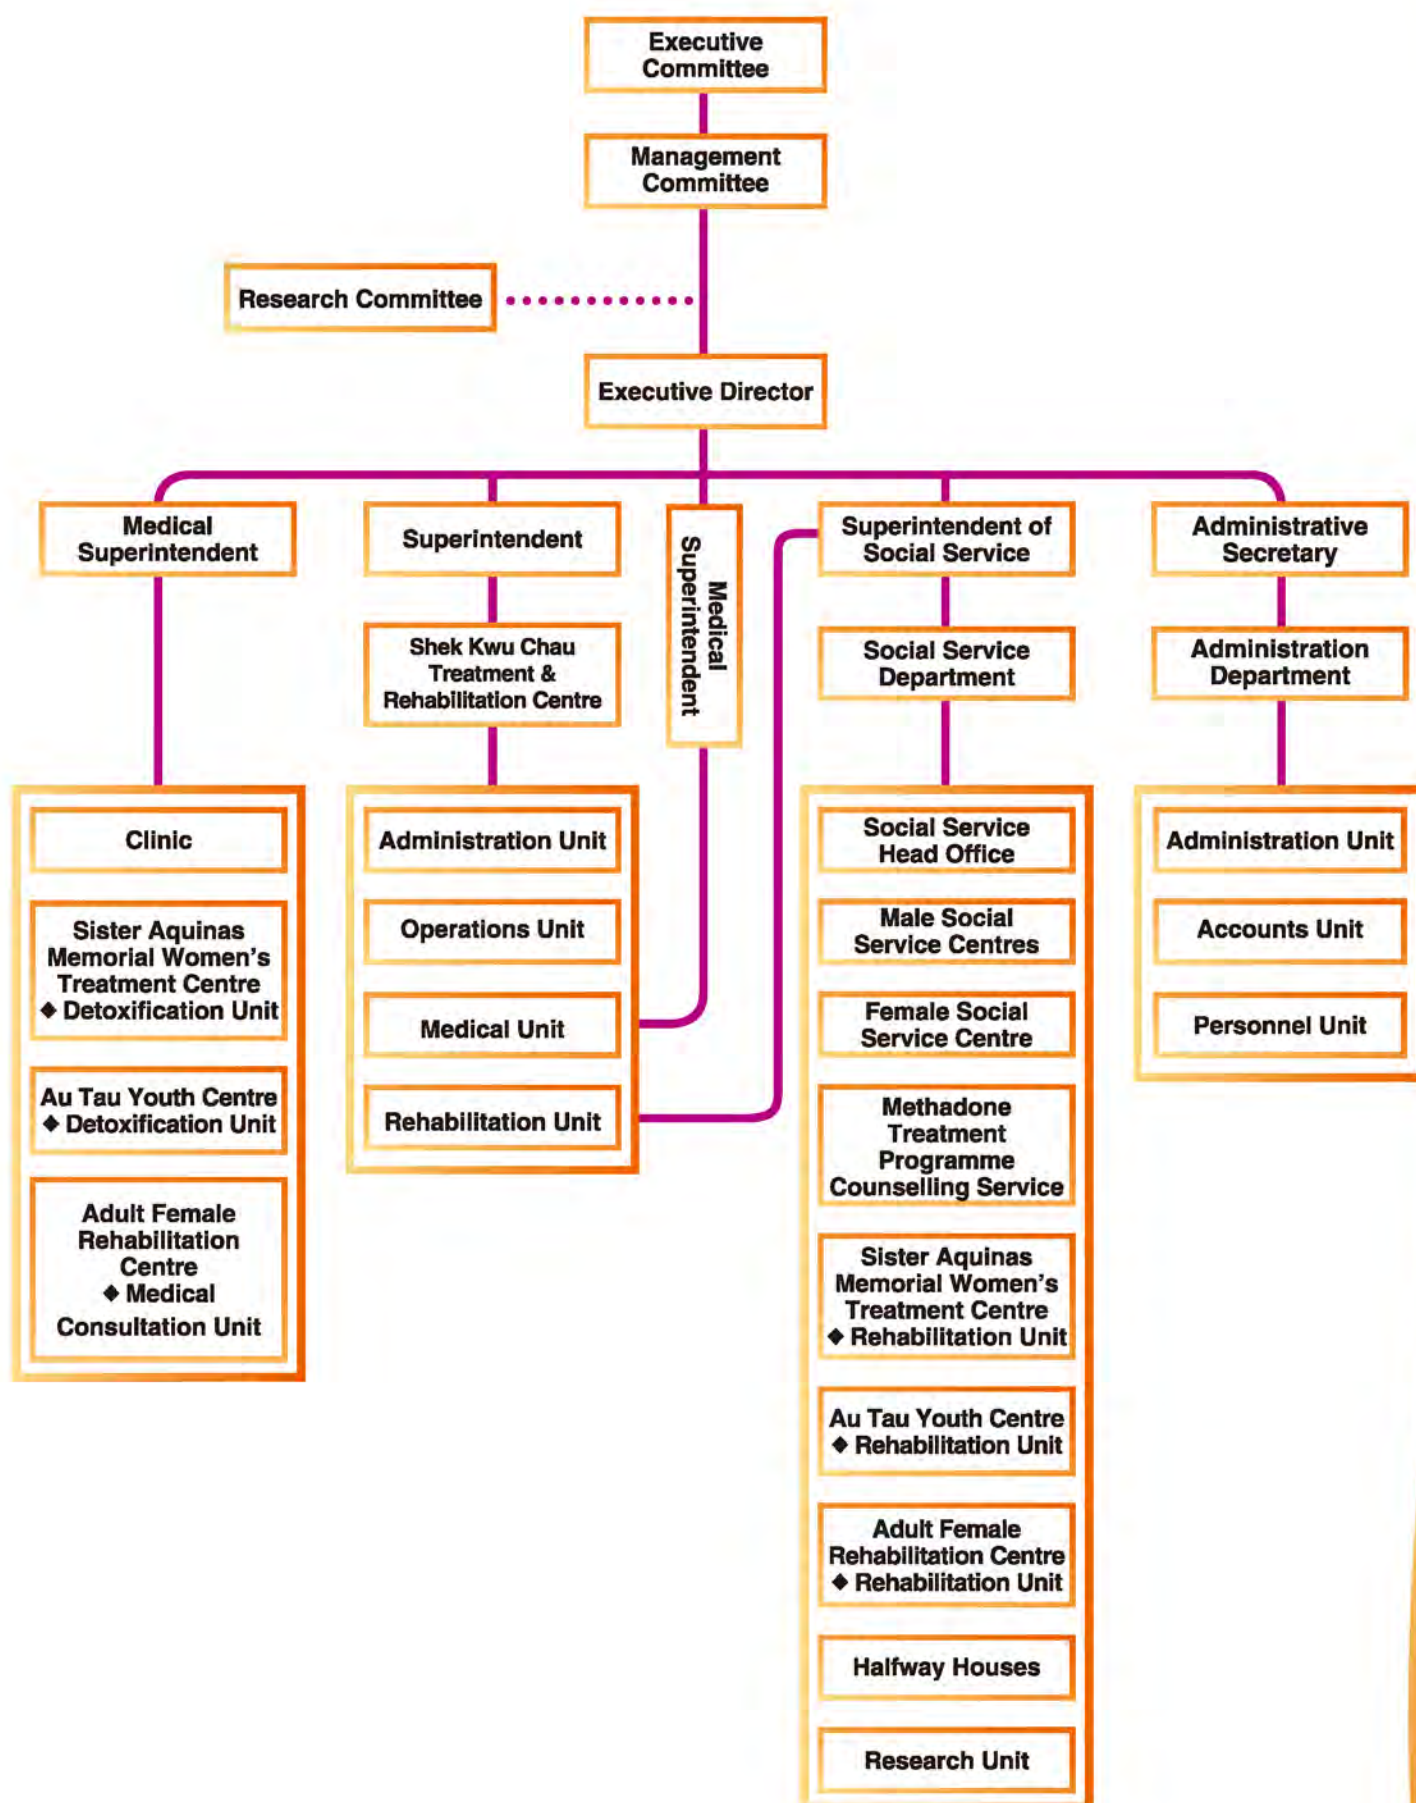 Executive
Committee
Management
Committee
Research Committee
Executive Director
Medical
Superintendent
Superintendent
Medical
Superintendent
Superintendent of
Social Service
Administrative
Secretary
Shek Kwu Chau
Treatment &
Rehabilitation Centre
Social Service
Department
Administration
Department
Clinic
Sister Aquinas
Memorial Women's
Treatment Centre
◆ Detoxification Unit
Au Tau Youth Centre
◆ Detoxification Unit
Adult Female
Rehabilitation
Centre
◆ Medical
Consultation Unit
Administration Unit
Operations Unit
Medical Unit
Rehabilitation Unit
Social Service
Head Office
Male Social
Service Centres
Female Social
Service Centre
Methadone
Treatment
Programme
Counselling Service
Sister Aquinas
Memorial Women's
Treatment Centre
◆ Rehabilitation Unit
Au Tau Youth Centre
◆ Rehabilitation Unit
Adult Female
Rehabilitation Centre
◆ Rehabilitation Unit
Halfway Houses
Research Unit
Administration Unit
Accounts Unit
Personnel Unit